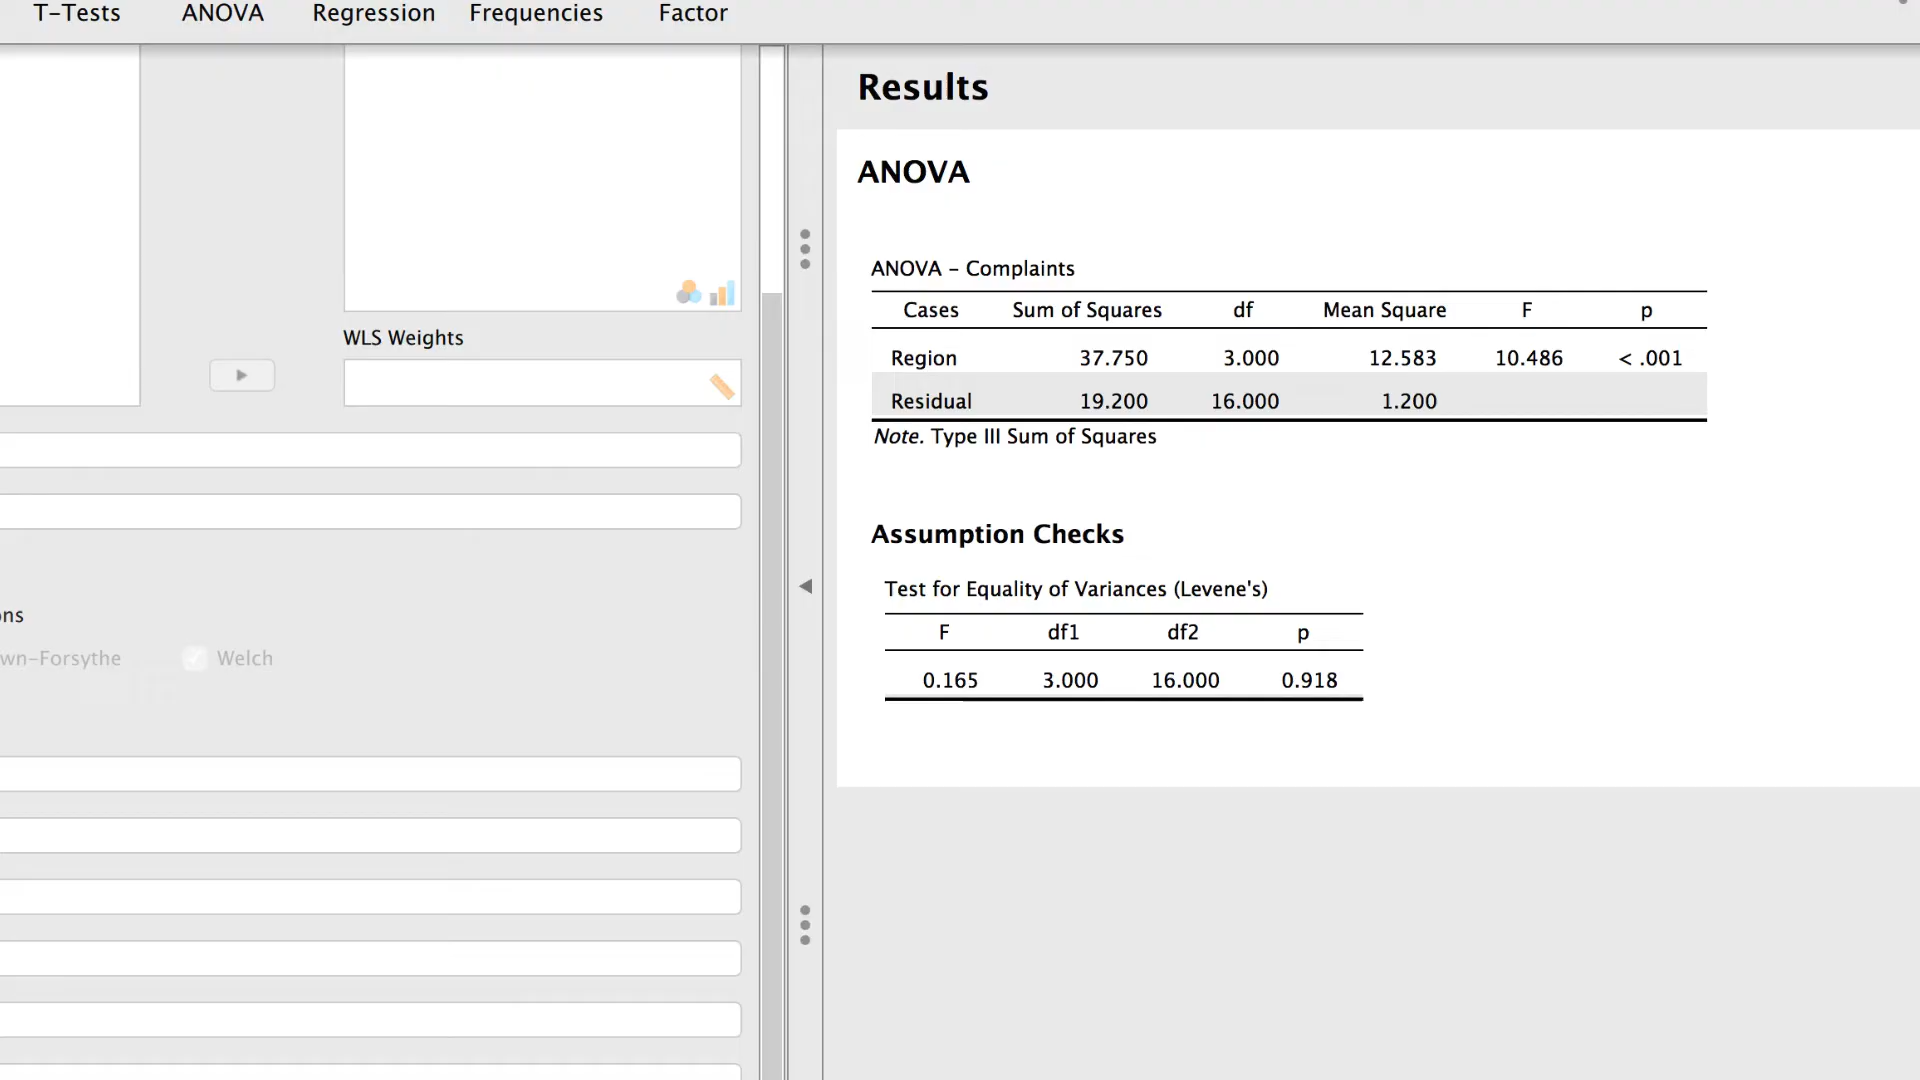 T-Tests ANOVA Regression Frequencies Factor
WLS Weights
ons
wn-Forsythe Welch
Results
ANOVA
ANOVA - Complaints
Cases Sum of Squares df Mean Square F p
Region 37.750 3.000 12.583 10.486 < .001
Residual 19.200 16.000 1.200
Note. Type III Sum of Squares
Assumption Checks
Test for Equality of Variances (Levene's)
F df1 df2 p
0.165 3.000 16.000 0.918